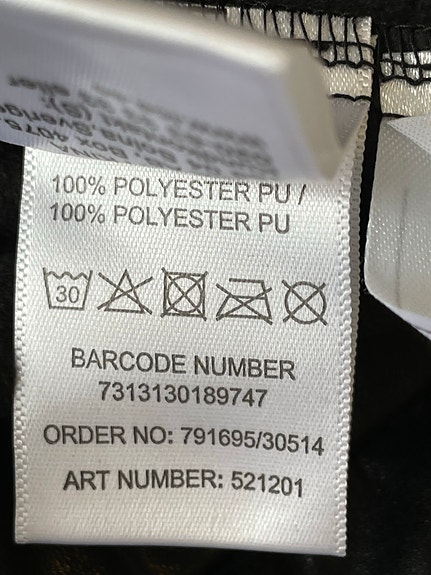 100% POLYESTER PU /
100% POLYESTER PU
30
BARCODE NUMBER
7313130189747
ORDER NO: 791695/30514
ART NUMBER: 521201